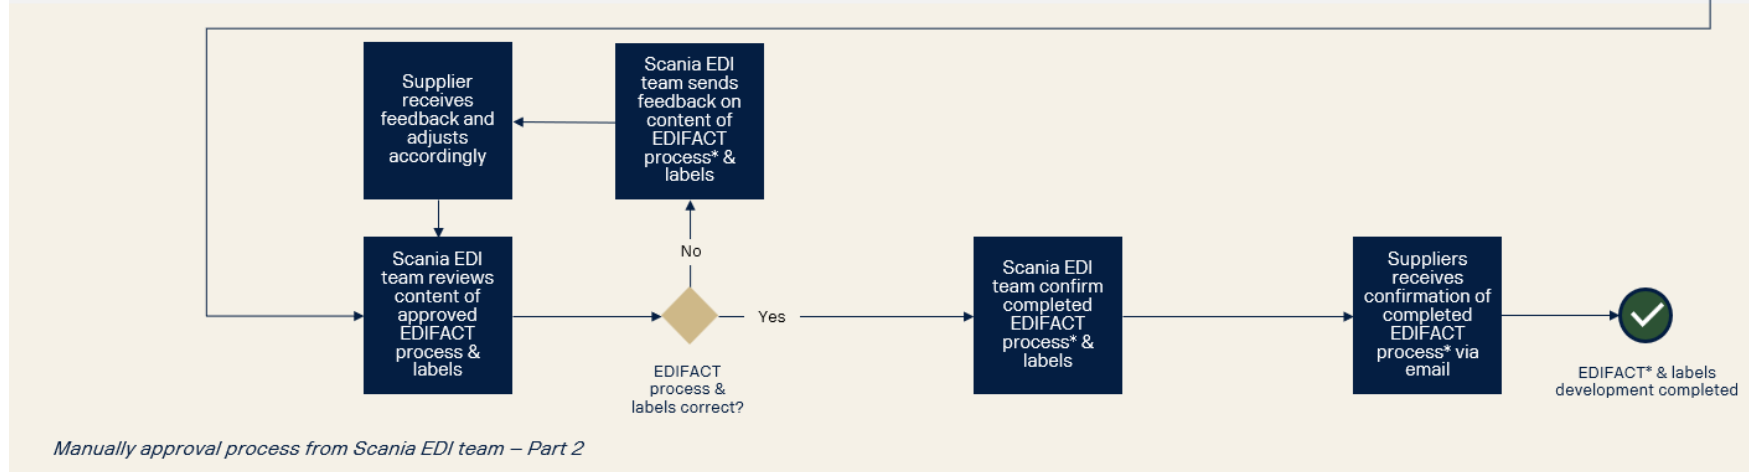 Supplier
receives
feedback and
adjusts
accordingly
Scania EDI
team sends
feedback on
content of
EDIFACT
process* &
labels
Scania EDI
team reviews
content of
approved
EDIFACT
process &
labels
No
Yes
EDIFACT
process &
labels correct?
Scania EDI
team confirm
completed
EDIFACT
process* &
labels
Suppliers
receives
confirmation of
completed
EDIFACT
process* via
email
EDIFACT* & labels
development completed
Manually approval process from Scania EDI team – Part 2